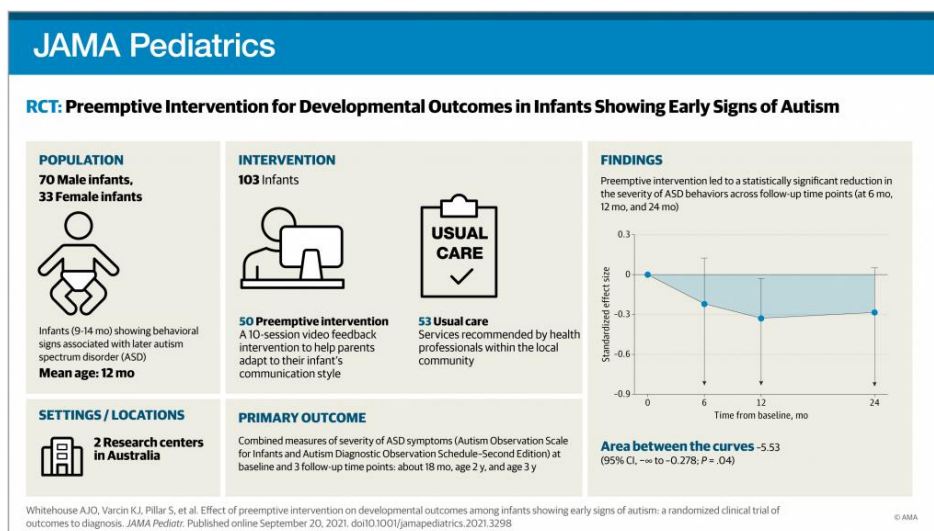 JAMA Pediatrics
RCT: Preemptive Intervention for Developmental Outcomes in Infants Showing Early Signs of Autism
POPULATION
70 Male infants,
33 Female infants
Infants (9-14 mo) showing behavioral
signs associated with later autism
spectrum disorder (ASD)
Mean age: 12 mo
SETTINGS / LOCATIONS
2 Research centers
in Australia
INTERVENTION
103 Infants
USUAL
CARE
50 Preemptive intervention
A 10-session video feedback
intervention to help parents
adapt to their infant's
communication style
53 Usual care
Services recommended by health
professionals within the local
community
PRIMARY OUTCOME
Combined measures of severity of ASD symptoms (Autism Observation Scale
for Infants and Autism Diagnostic Observation Schedule–Second Edition) at
baseline and 3 follow-up time points: about 18 mo, age 2 y, and age 3 y
FINDINGS
Preemptive intervention led to a statistically significant reduction in
the severity of ASD behaviors across follow-up time points (at 6 mo,
12 mo, and 24 mo)
Standardized effect size
0.3
0
-0.3
-0.6
-0.9
0 6 12 24
Time from baseline, mo
Area between the curves -5.53
(95% CI, -∞ to -0.278; P = .04)
Whitehouse AJO, Varcin KJ, Pillar S, et al. Effect of preemptive intervention on developmental outcomes among infants showing early signs of autism: a randomized clinical trial of
outcomes to diagnosis. JAMA Pediatr. Published online September 20, 2021. doi10.1001/jamapediatrics.2021.3298
© AMA